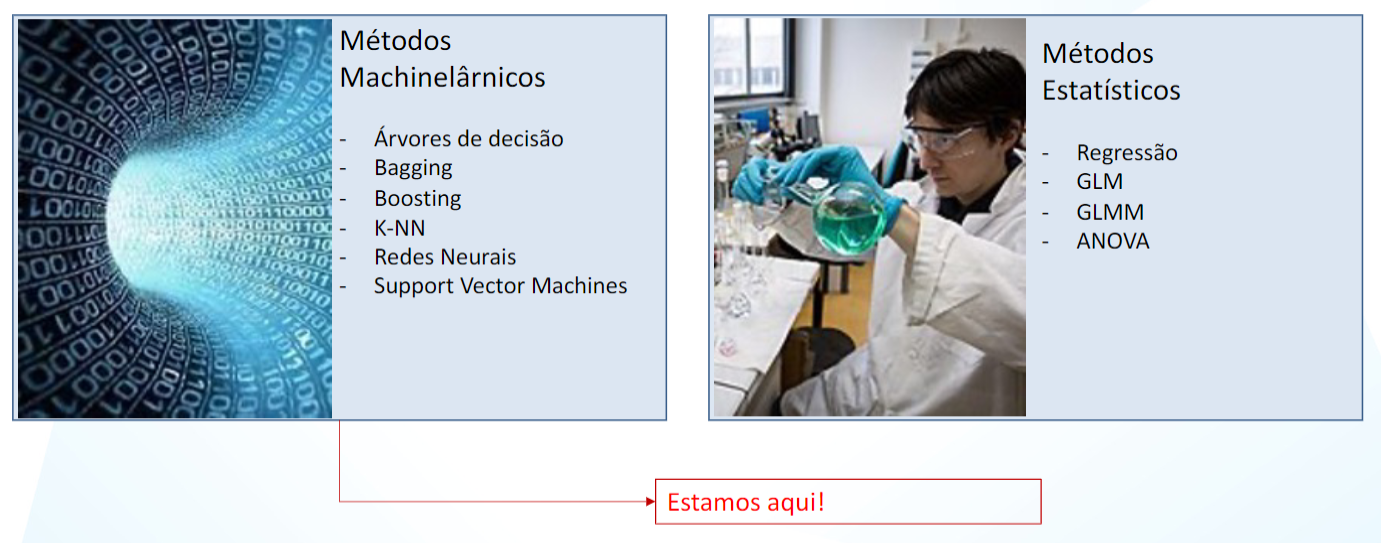 Métodos
Machinelârnicos
- Árvores de decisão
- Bagging
- Boosting
- K-NN
- Redes Neurais
- Support Vector Machines
Métodos
Estatísticos
- Regressão
- GLM
- GLMM
- ANOVA
Estamos aqui!